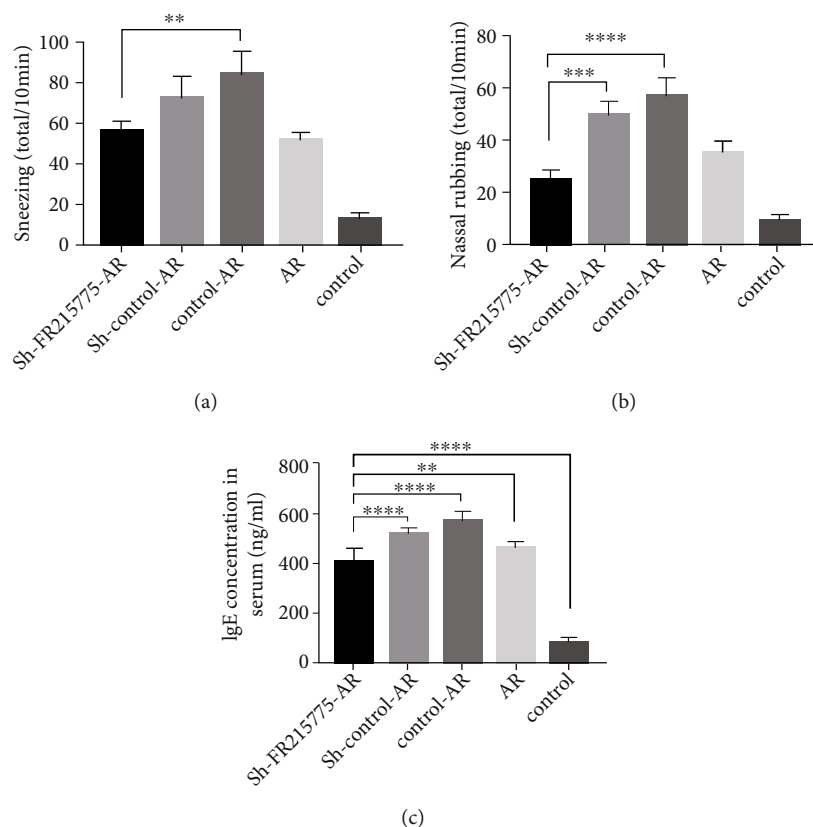 (a)
Sneezing (total/10min)
100
80
60
40
20
0
**
Sh-FR215775-AR
Sh-control-AR
control-AR
AR
control
(b)
Nassal rubbing (total/10min)
80
60
40
20
0
****
***
Sh-FR215775-AR
Sh-control-AR
control-AR
AR
control
IgE concentration in
serum (ng/ml)
800
600
400
200
0
****
**
****
****
Sh-FR215775-AR
Sh-control-AR
control-AR
AR
control
(c)